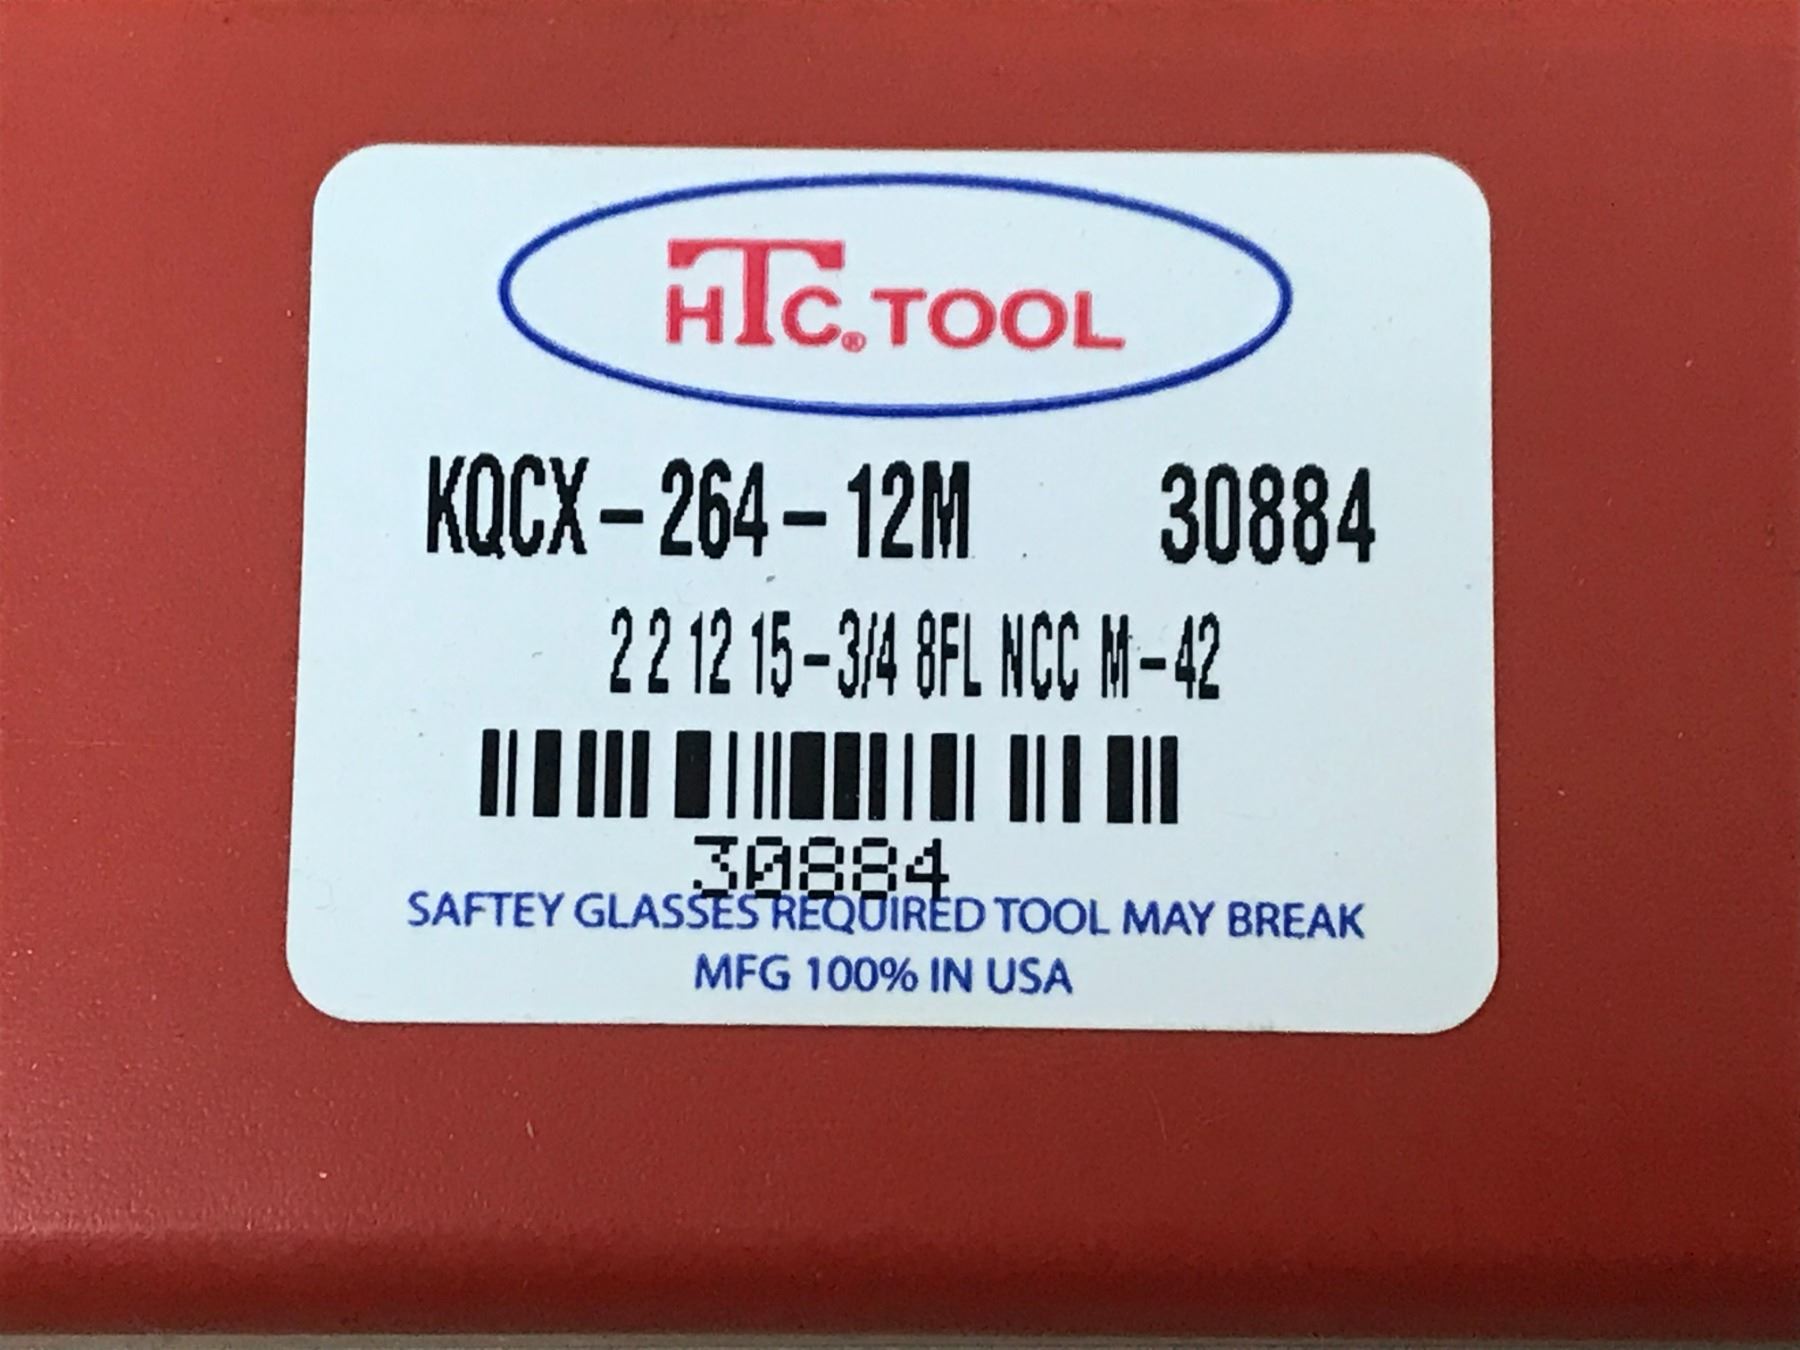 HTC® TOOL
KQCX-264-12M 30884
2 2 12 15-3/4 8FL NCC M-42
30884
SAFTEY GLASSES REQUIRED TOOL MAY BREAK
MFG 100% IN USA